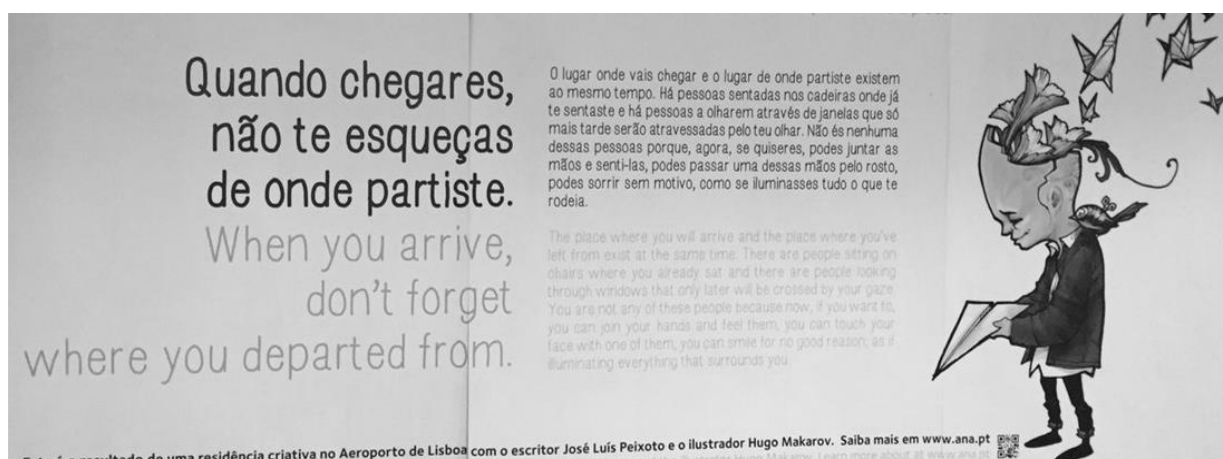 Quando chegares,
não te esqueças
de onde partiste.
When you arrive,
don't forget
where you departed from.
O lugar onde vais chegar e o lugar de onde partiste existem
ao mesmo tempo. Há pessoas sentadas nas cadeiras onde já
te sentaste e há pessoas a olharem através de janelas que só
mais tarde serão atravessadas pelo teu olhar. Não és nenhuma
dessas pessoas porque, agora, se quiseres, podes juntar as
mãos e senti-las, podes passar uma dessas mãos pelo rosto,
podes sorrir sem motivo, como se iluminasses tudo o que te
rodeia.
The place where you will arrive and the place where you've
left from exist at the same time. There are people sitting on
chairs where you already sat and there are people looking
through windows that only later will be crossed by your gaze.
You are not any of these people because now, if you want to,
you can join your hands and feel them, you can touch your
face with one of them, you can smile for no good reason, as if
illuminating everything that surrounds you.
resultado de uma residência criativa no Aeroporto de Lisboa com o escritor José Luís Peixoto e o ilustrador Hugo Makarov. Saiba mais em www.ana.pt
Hugo Makarov. Learn more about at www.ana.pt